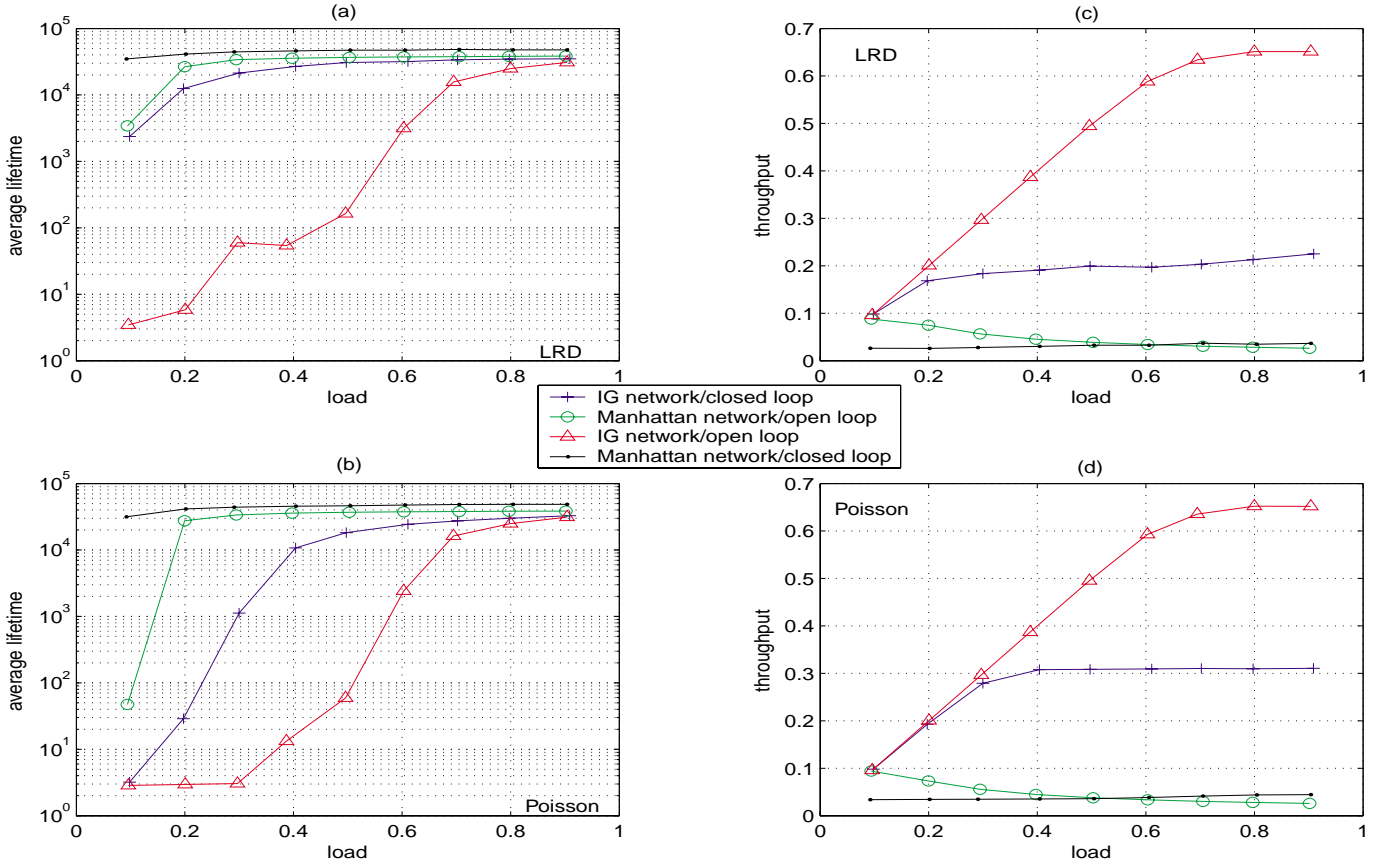 (a)
10^5
10^4
10^3
10^2
10^1
10^0
average lifetime
0 0.2 0.4 0.6 0.8 1
load
LRD
(c)
0.7
0.6
0.5
0.4
0.3
0.2
0.1
0
throughput
0 0.2 0.4 0.6 0.8 1
load
LRD
IG network/closed loop
Manhattan network/open loop
IG network/open loop
Manhattan network/closed loop
(b)
10^5
10^4
10^3
10^2
10^1
10^0
average lifetime
0 0.2 0.4 0.6 0.8 1
load
Poisson
(d)
0.7
0.6
0.5
0.4
0.3
0.2
0.1
0
throughput
0 0.2 0.4 0.6 0.8 1
load
Poisson